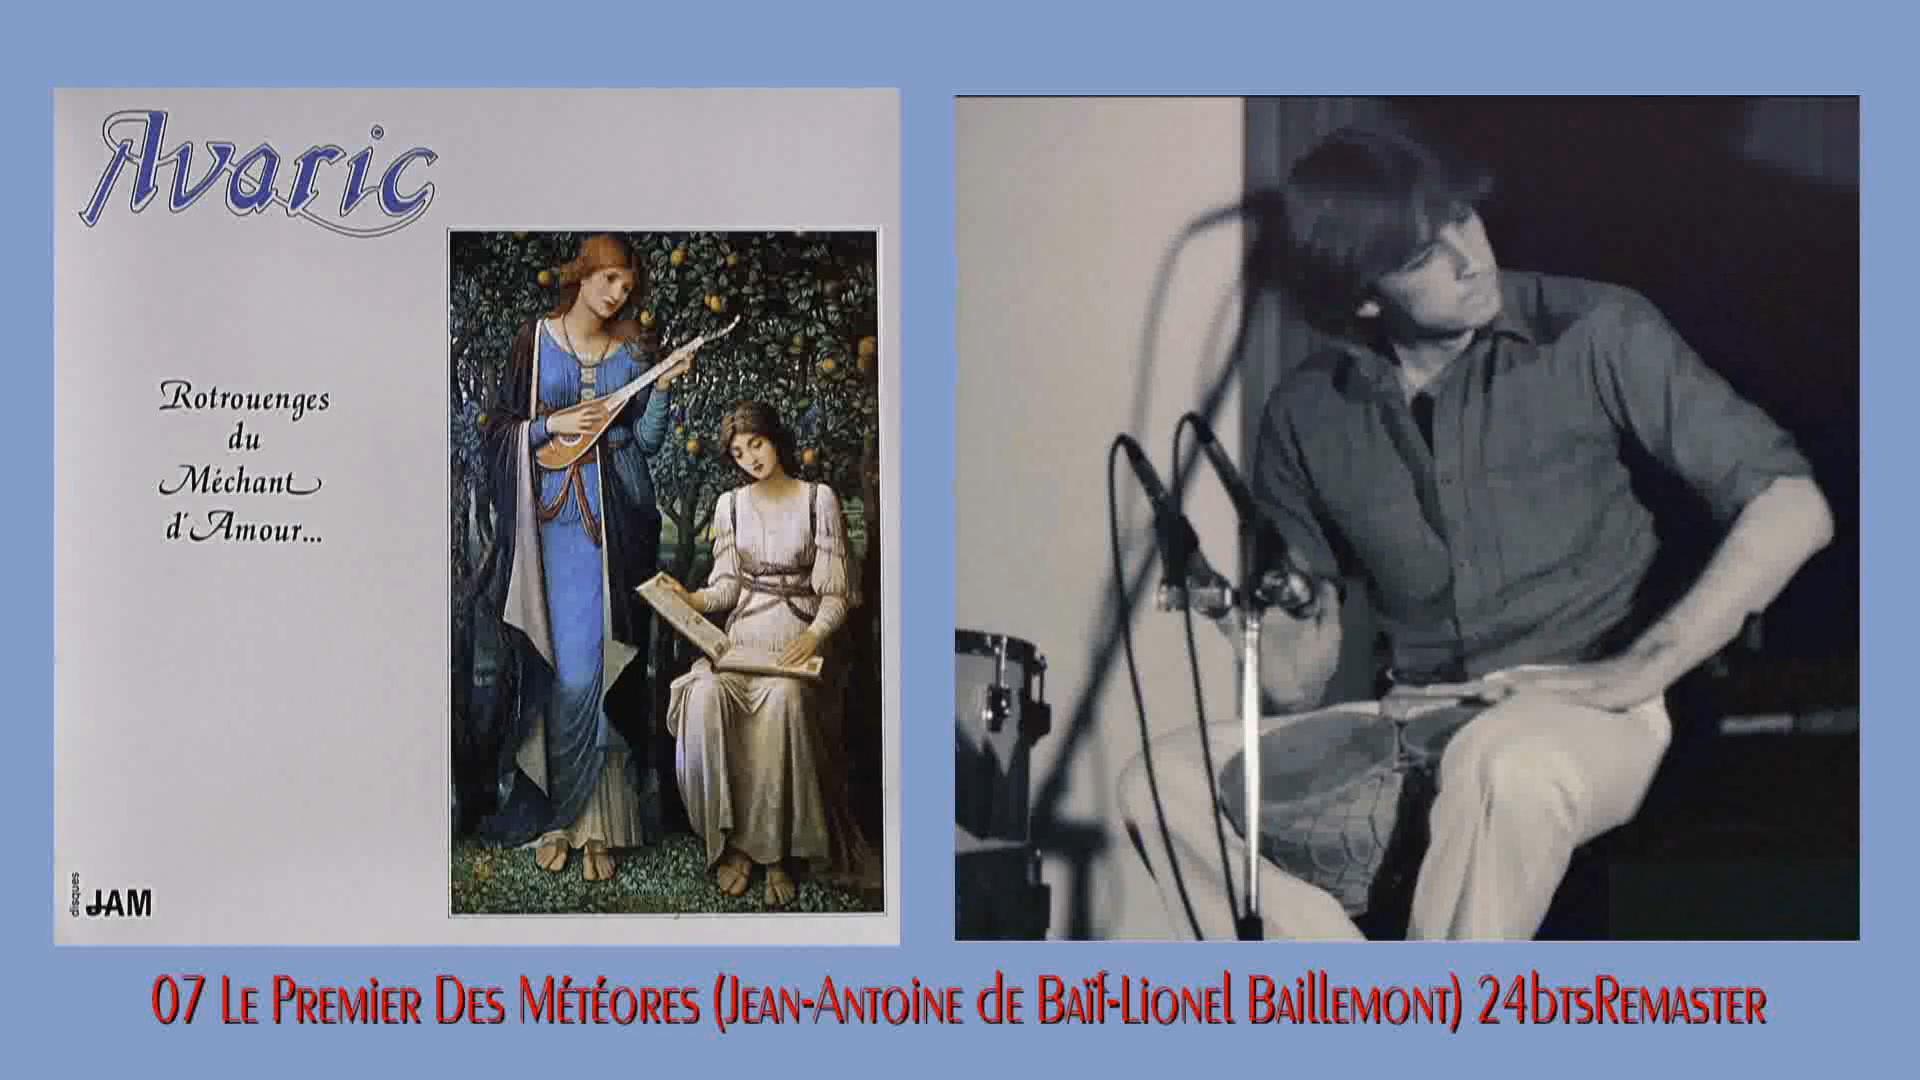 Avaric
Rotrouenges
du
Méchant
d'Amour...
disques JAM
07 Le Premier Des Météores (Jean-Antoine de Baïf-Lionel Baillemont) 24btsRemaster